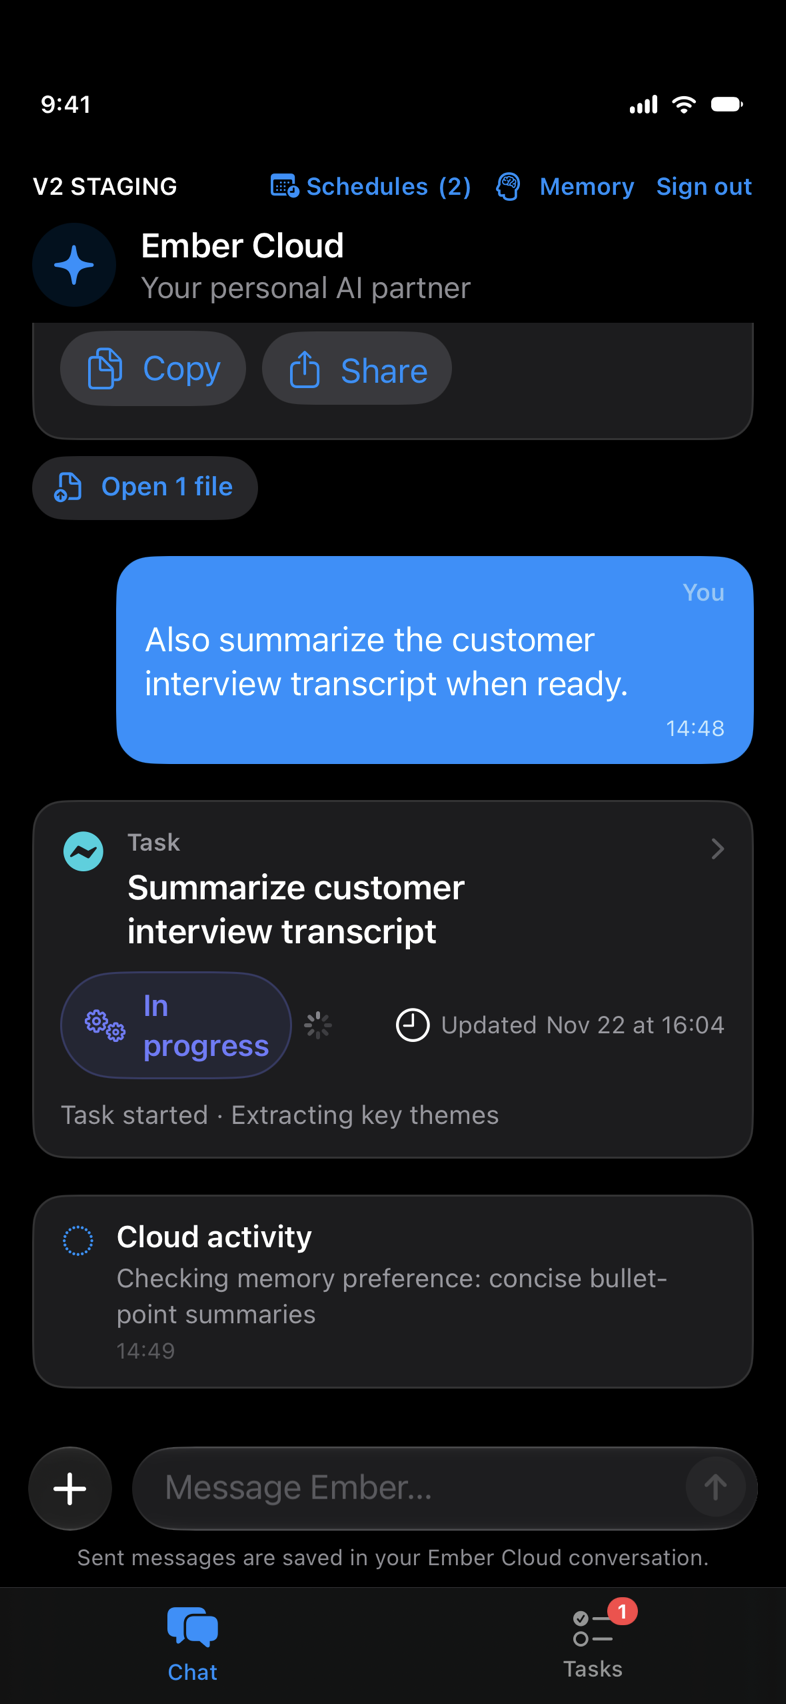 9:41
V2 STAGING
Schedules (2)
Memory
Sign out
Ember Cloud
Your personal AI partner
Copy
Share
Open 1 file
You
Also summarize the customer
interview transcript when ready.
14:48
Task
Summarize customer
interview transcript
In
progress
Updated Nov 22 at 16:04
Task started · Extracting key themes
Cloud activity
Checking memory preference: concise bullet-
point summaries
14:49
Message Ember...
Sent messages are saved in your Ember Cloud conversation.
1
Chat
Tasks